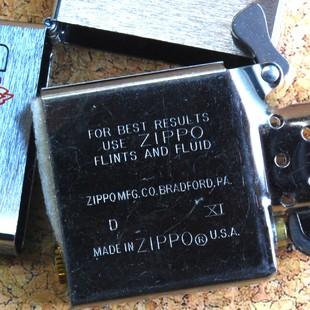 FOR BEST RESULTS
USE ZIPPO
FLINTS AND FLUID
ZIPPO MFG. CO. BRADFORD, PA.
D XI
MADE IN ZIPPO ® U.S.A.